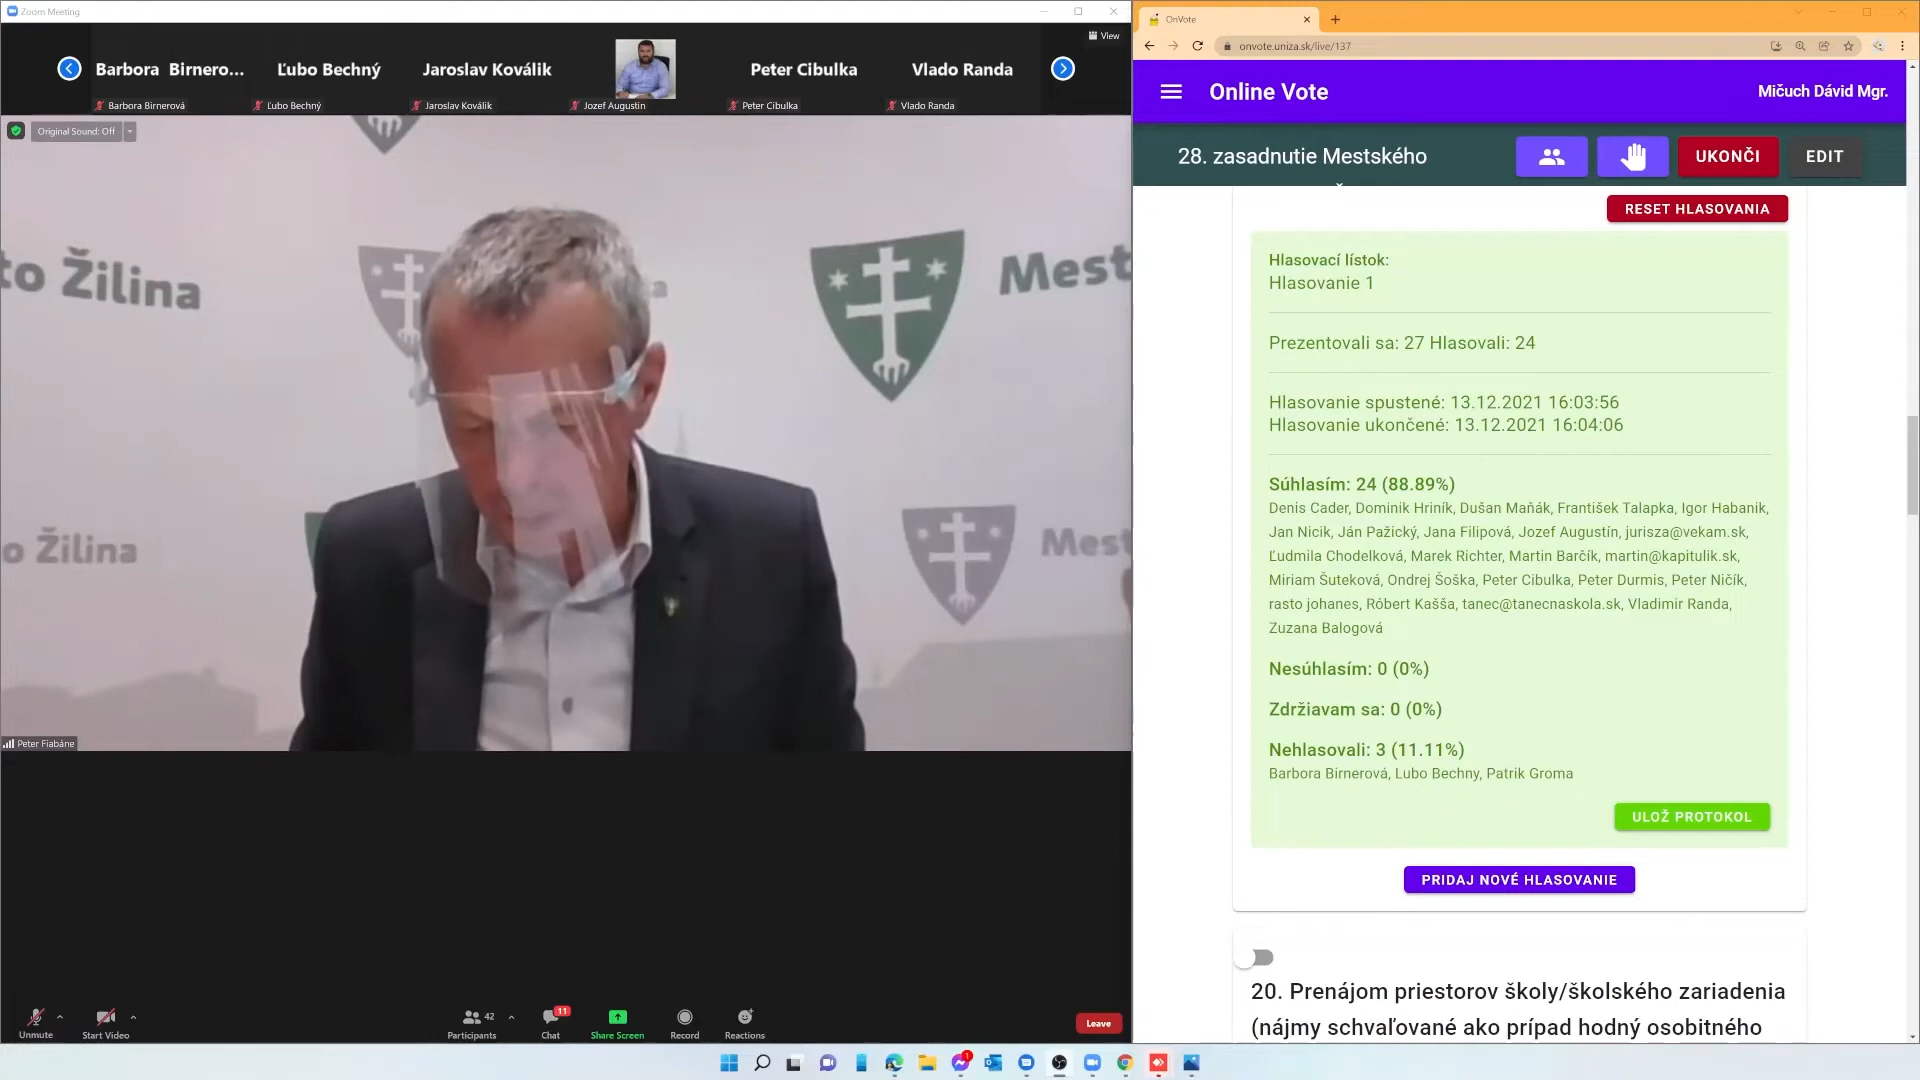 Zoom Meeting
View
Barbora Birnero...
Ľubo Bechný
Jaroslav Koválik
Peter Cibulka
Vlado Randa
Barbora Birnerová
Ľubo Bechný
Jaroslav Koválik
Jozef Augustin
Peter Cibulka
Vlado Randa
Original Sound: Off
to Žilina
Mest
o Žilina
Mest
Peter Fiabáne
Unmute
Start Video
42
Participants
11
Chat
Share Screen
Record
Reactions
Leave
OnVote
onvote.uniza.sk/live/137
Online Vote
Mičuch Dávid Mgr.
28. zasadnutie Mestského
UKONČI
EDIT
RESET HLASOVANIA
Hlasovací lístok:
Hlasovanie 1
Prezentovali sa: 27 Hlasovali: 24
Hlasovanie spustené: 13.12.2021 16:03:56
Hlasovanie ukončené: 13.12.2021 16:04:06
Súhlasím: 24 (88.89%)
Denis Cader, Dominik Hriník, Dušan Maňák, František Talapka, Igor Habanik,
Jan Nicik, Ján Pažický, Jana Filipová, Jozef Augustín, jurisza@vekam.sk,
Ľudmila Chodelková, Marek Richter, Martin Barčík, martin@kapitulik.sk,
Miriam Šuteková, Ondrej Šoška, Peter Cibulka, Peter Durmis, Peter Ničík,
rasto johanes, Róbert Kašša, tanec@tanecnaskola.sk, Vladimir Randa,
Zuzana Balogová
Nesúhlasím: 0 (0%)
Zdržiavam sa: 0 (0%)
Nehlasovali: 3 (11.11%)
Barbora Birnerová, Lubo Bechny, Patrik Groma
ULOŽ PROTOKOL
PRIDAJ NOVÉ HLASOVANIE
20. Prenájom priestorov školy/školského zariadenia
(nájmy schvaľované ako prípad hodný osobitného
1